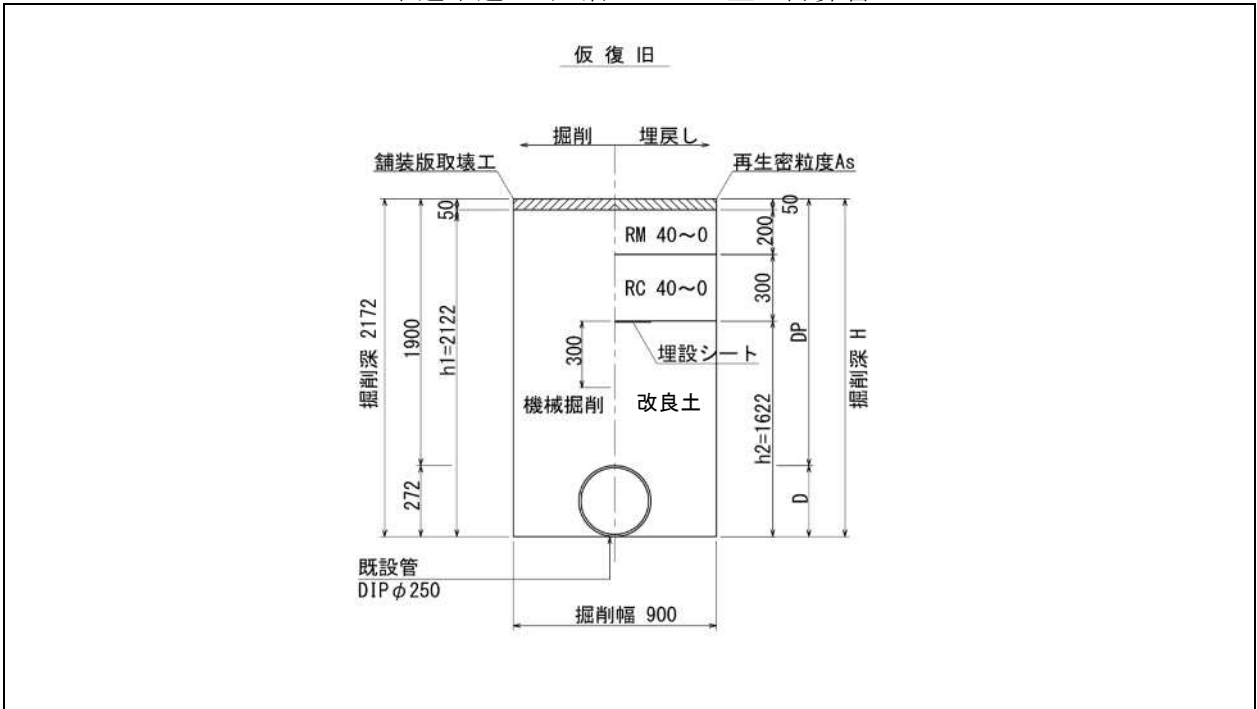 仮 復 旧
掘削 埋戻し
舗装版取壊工
再生密粒度As
50
50
200
RM 40～0
RC 40～0
300
掘削深 2172
1900
h1=2122
300
埋設シート
DP
掘削深 H
機械掘削
改良土
h2=1622
272
D
既設管
DIPφ250
掘削幅 900